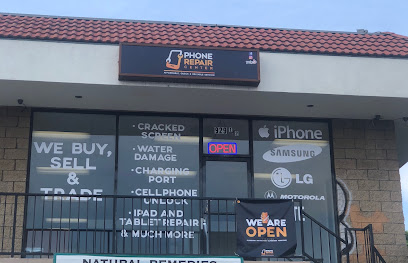 PHONE
REPAIR
CENTER
WE BUY,
SELL
&
TRADE
• CRACKED
SCREEN
• WATER
DAMAGE
• CHARGING
PORT
• CELLPHONE
UNLOCK
• IPAD AND
TABLET REPAIRS
& MUCH MORE
OPEN
iPhone
SAMSUNG
LG
MOTOROLA
WE ARE
OPEN
NATURAL REMEDIES